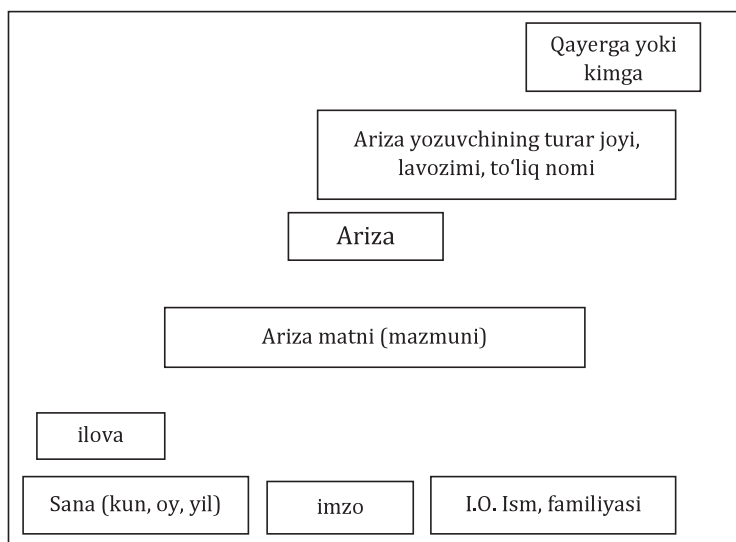 Qayerga yoki
kimga
Ariza yozuvchining turar joyi,
lavozimi, to‘liq nomi
Ariza
Ariza matni (mazmuni)
ilova
Sana (kun, oy, yil)
imzo
I.O. Ism, familiyasi